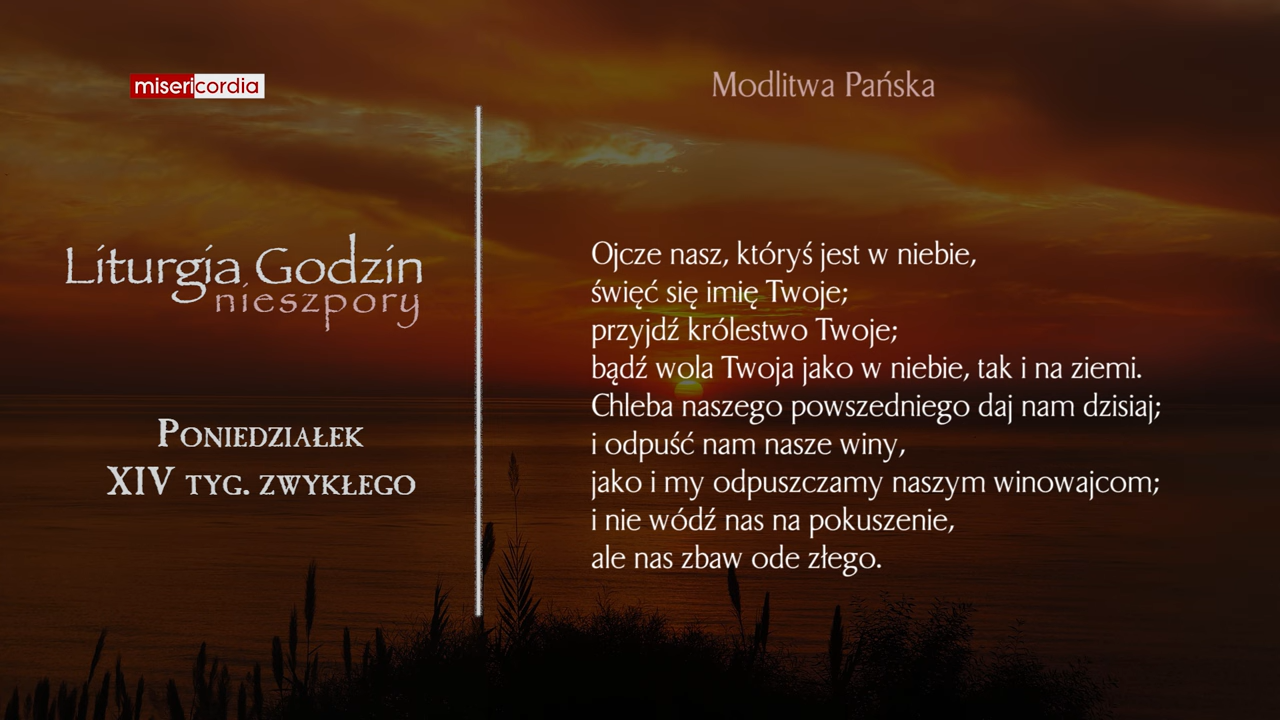 misericordia
Liturgia Godzin
nieszpory
Poniedziałek
XIV tyg. zwykłego
Modlitwa Pańska
Ojcze nasz, któryś jest w niebie,
święć się imię Twoje;
przyjdź królestwo Twoje;
bądź wola Twoja jako w niebie, tak i na ziemi.
Chleba naszego powszedniego daj nam dzisiaj;
i odpuść nam nasze winy,
jako i my odpuszczamy naszym winowajcom;
i nie wódź nas na pokuszenie,
ale nas zbaw ode złego.